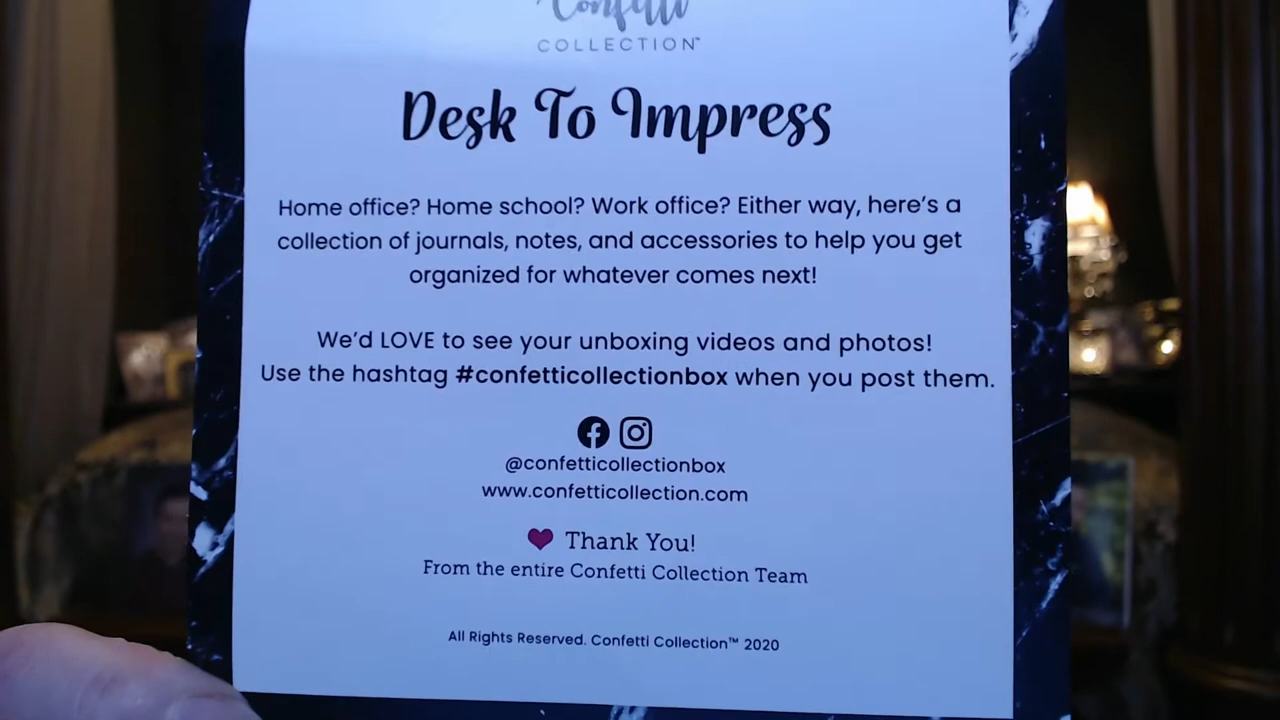 Confetti
COLLECTION™
Desk To Impress
Home office? Home school? Work office? Either way, here's a
collection of journals, notes, and accessories to help you get
organized for whatever comes next!
We'd LOVE to see your unboxing videos and photos!
Use the hashtag #confetticollectionbox when you post them.
@confetticollectionbox
www.confetticollection.com
Thank You!
From the entire Confetti Collection Team
All Rights Reserved. Confetti Collection™ 2020